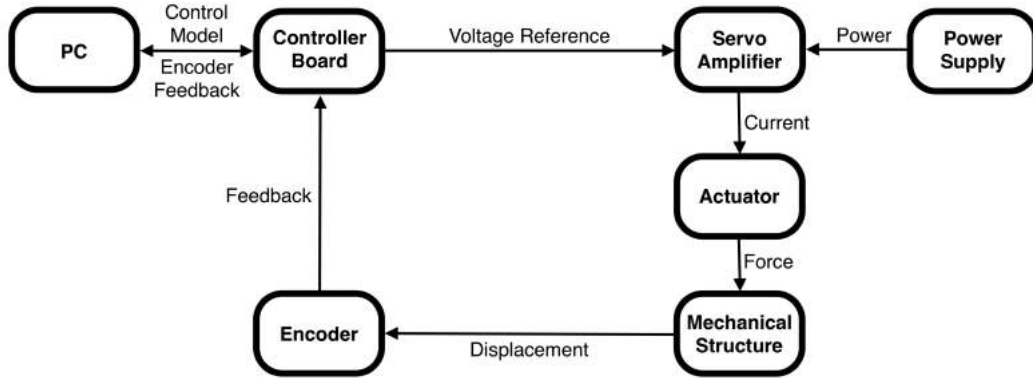 PC
Control
Model
Encoder
Feedback
Controller
Board
Voltage Reference
Servo
Amplifier
Power
Power
Supply
Current
Actuator
Force
Mechanical
Structure
Displacement
Encoder
Feedback